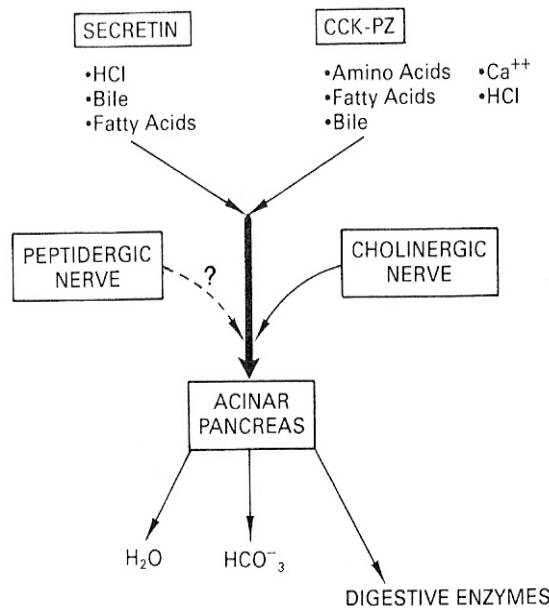 SECRETIN
•HCl
•Bile
•Fatty Acids
CCK-PZ
•Amino Acids
•Fatty Acids
•Bile
•Ca⁺⁺
•HCl
PEPTIDERGIC
NERVE
?
CHOLINERGIC
NERVE
ACINAR
PANCREAS
H₂O
HCO⁻₃
DIGESTIVE ENZYMES